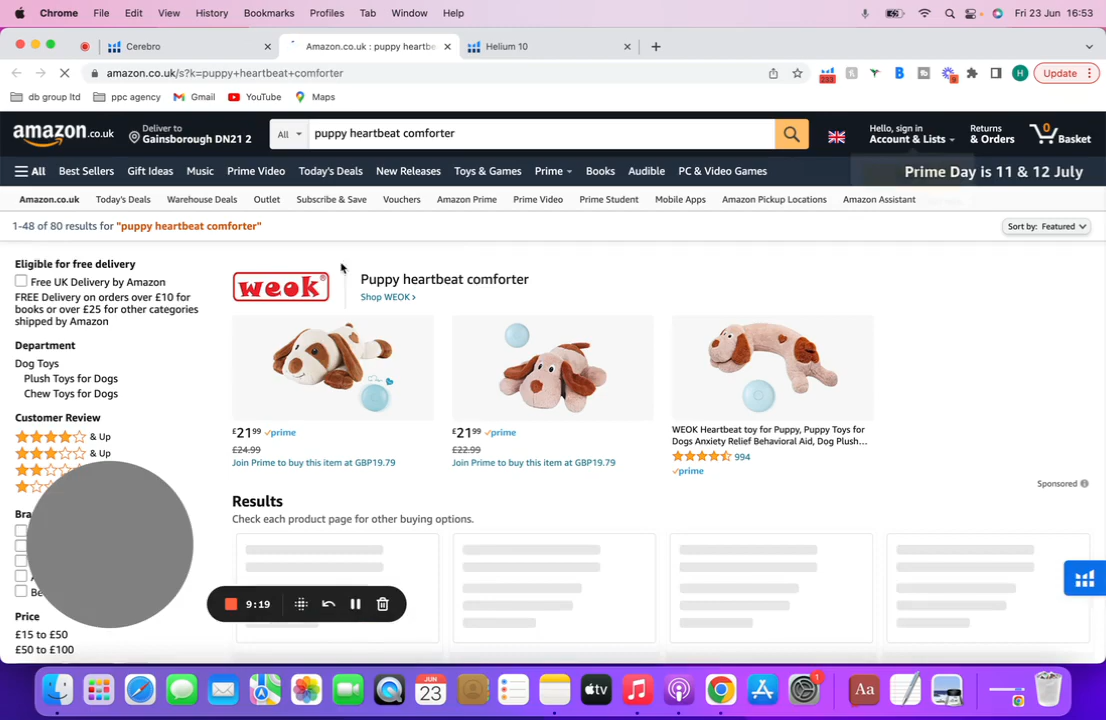 Chrome File Edit View History Bookmarks Profiles Tab Window Help Fri 23 Jun 16:53
Cerebro Amazon.co.uk : puppy heartbe Helium 10
amazon.co.uk/s?k=puppy+heartbeat+comforter 233 9 H Update
db group ltd ppc agency Gmail YouTube Maps
amazon.co.uk Deliver to All puppy heartbeat comforter Hello, sign in Returns 0
Gainsborough DN21 2 Account & Lists & Orders Basket
All Best Sellers Gift Ideas Music Prime Video Today's Deals New Releases Toys & Games Prime Books Audible PC & Video Games Prime Day is 11 & 12 July
Amazon.co.uk Today's Deals Warehouse Deals Outlet Subscribe & Save Vouchers Amazon Prime Prime Video Prime Student Mobile Apps Amazon Pickup Locations Amazon Assistant
1-48 of 80 results for "puppy heartbeat comforter" Sort by: Featured
Eligible for free delivery
Free UK Delivery by Amazon
FREE Delivery on orders over £10 for
books or over £25 for other categories
shipped by Amazon
Department
Dog Toys
Plush Toys for Dogs
Chew Toys for Dogs
Customer Review
& Up
& Up
Price
£15 to £50
£50 to £100
weok® Puppy heartbeat comforter
Shop WEOK ›
£21.99 prime
£24.99
Join Prime to buy this item at GBP19.79
£21.99 prime
£22.99
Join Prime to buy this item at GBP19.79
WEOK Heartbeat toy for Puppy, Puppy Toys for
Dogs Anxiety Relief Behavioral Aid, Dog Plush...
994
prime
Sponsored
Results
Check each product page for other buying options.
9:19
JUN
23
tv
1
Aa